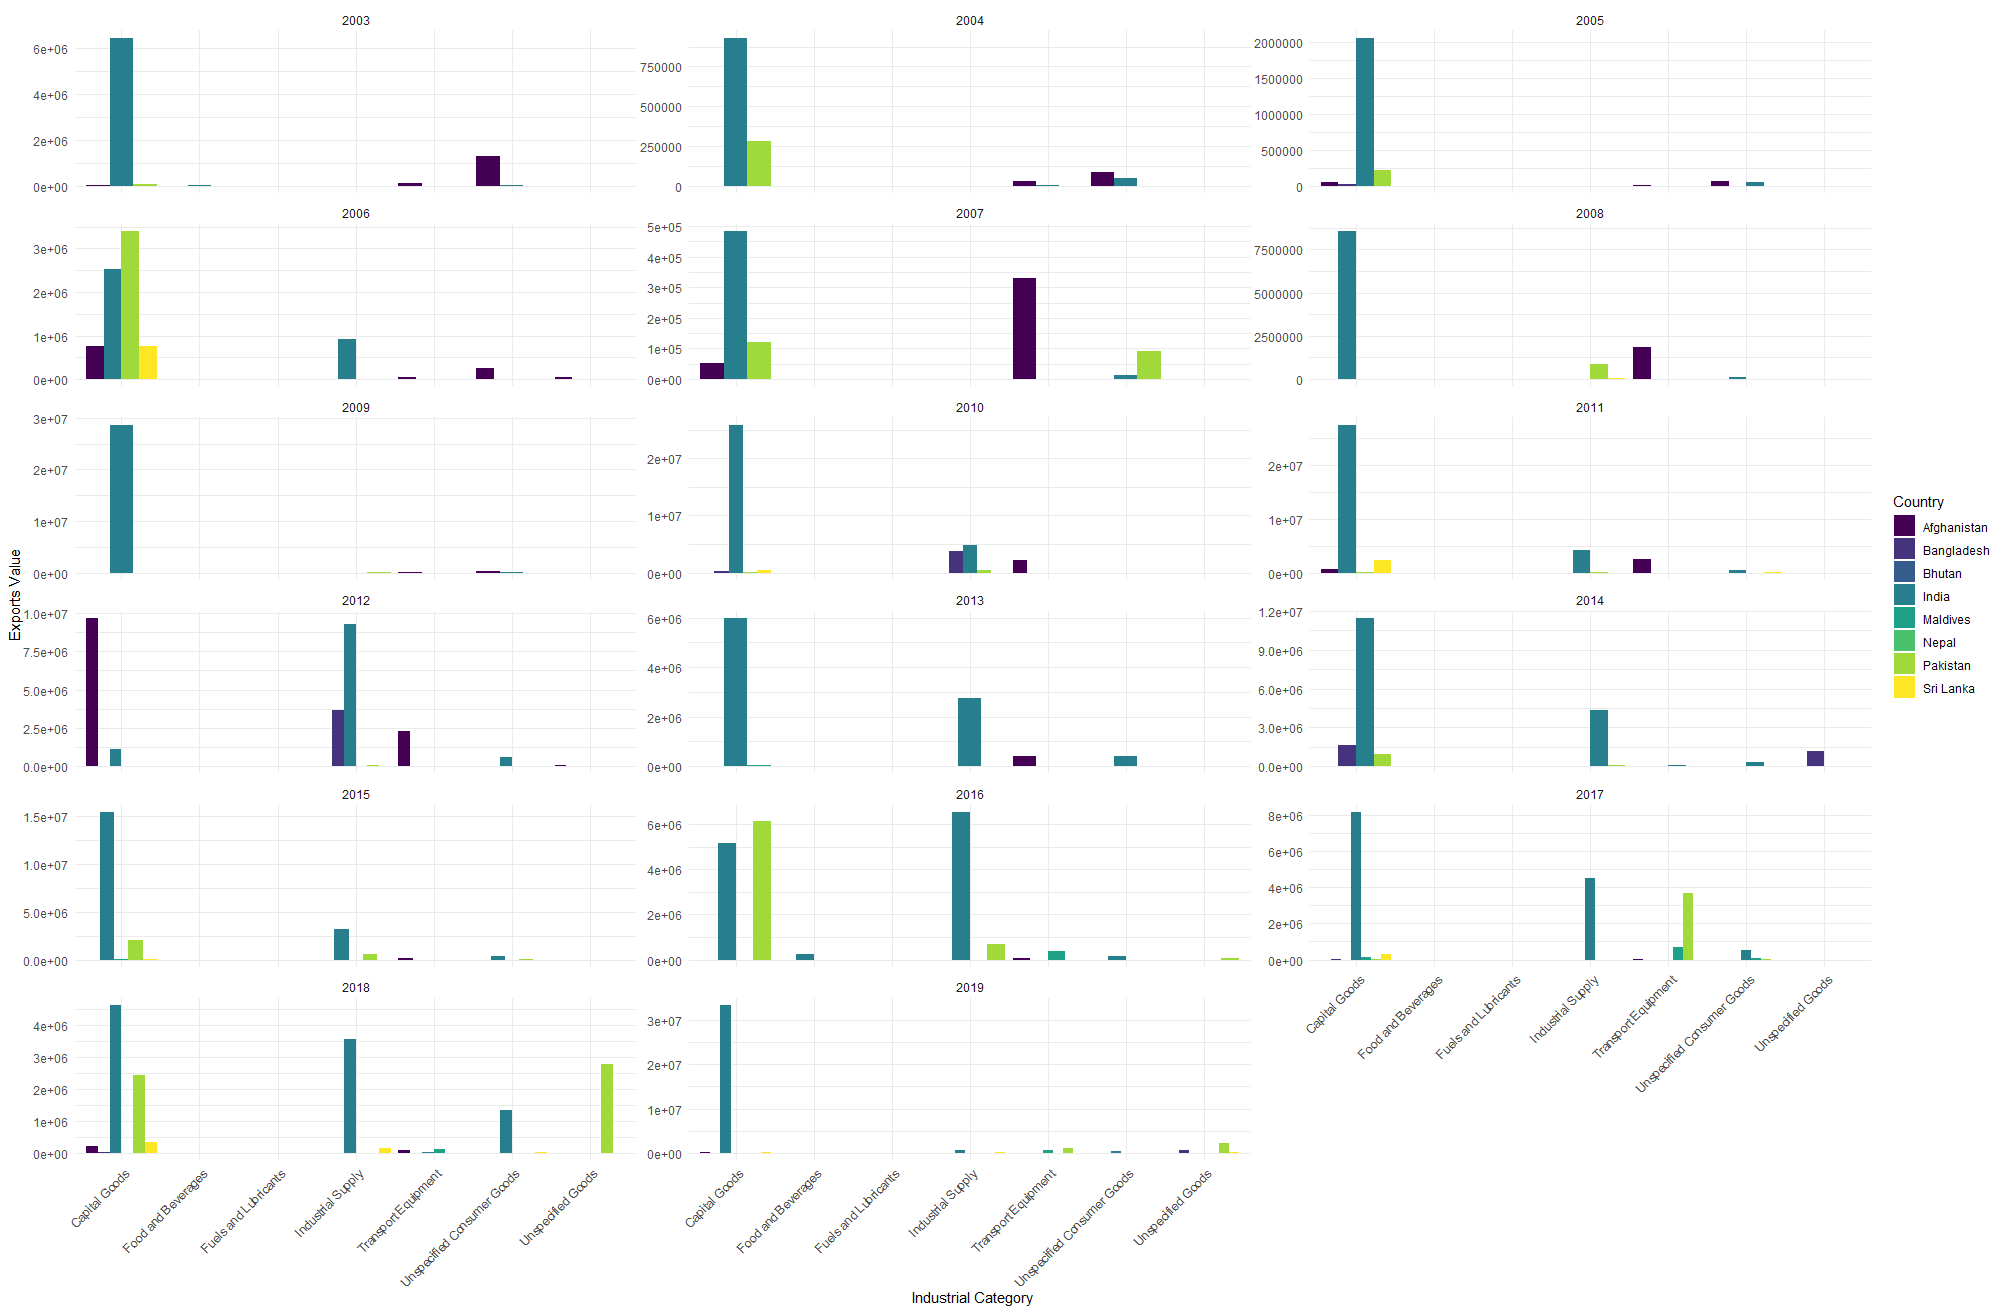 2003
6e+06
4e+06
2e+06
0e+00
2004
750000
500000
250000
0
2005
2000000
1500000
1000000
500000
0
2006
3e+06
2e+06
1e+06
0e+00
2007
5e+05
4e+05
3e+05
2e+05
1e+05
0e+00
2008
7500000
5000000
2500000
0
2009
3e+07
2e+07
1e+07
0e+00
2010
2e+07
1e+07
0e+00
2011
2e+07
1e+07
0e+00
2012
1.0e+07
7.5e+06
5.0e+06
2.5e+06
0.0e+00
2013
6e+06
4e+06
2e+06
0e+00
2014
1.2e+07
9.0e+06
6.0e+06
3.0e+06
0.0e+00
2015
1.5e+07
1.0e+07
5.0e+06
0.0e+00
2016
6e+06
4e+06
2e+06
0e+00
2017
8e+06
6e+06
4e+06
2e+06
0e+00
Capital Goods
Food and Beverages
Fuels and Lubricants
Industrial Supply
Transport Equipment
Unspecified Consumer Goods
Unspecified Goods
2018
4e+06
3e+06
2e+06
1e+06
0e+00
Capital Goods
Food and Beverages
Fuels and Lubricants
Industrial Supply
Transport Equipment
Unspecified Consumer Goods
Unspecified Goods
2019
3e+07
2e+07
1e+07
0e+00
Capital Goods
Food and Beverages
Fuels and Lubricants
Industrial Supply
Transport Equipment
Unspecified Consumer Goods
Unspecified Goods
Exports Value
Industrial Category
Country
Afghanistan
Bangladesh
Bhutan
India
Maldives
Nepal
Pakistan
Sri Lanka